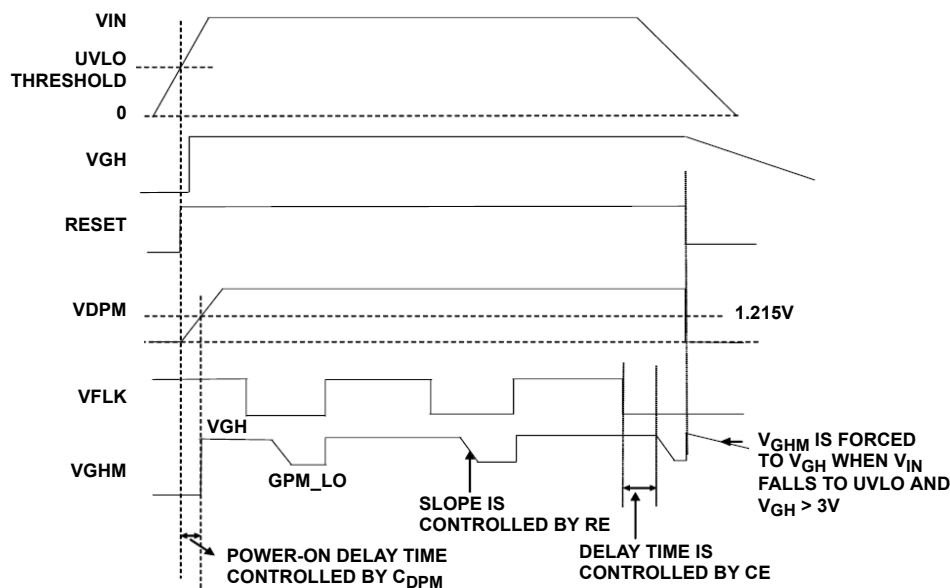 VIN
UVLO
THRESHOLD
0
VGH
RESET
VDPM
1.215V
VFLK
VGH
VGHM
GPM_LO
SLOPE IS
CONTROLLED BY RE
VGHM IS FORCED
TO VGH WHEN VIN
FALLS TO UVLO AND
VGH > 3V
POWER-ON DELAY TIME
CONTROLLED BY CDPM
DELAY TIME IS
CONTROLLED BY CE